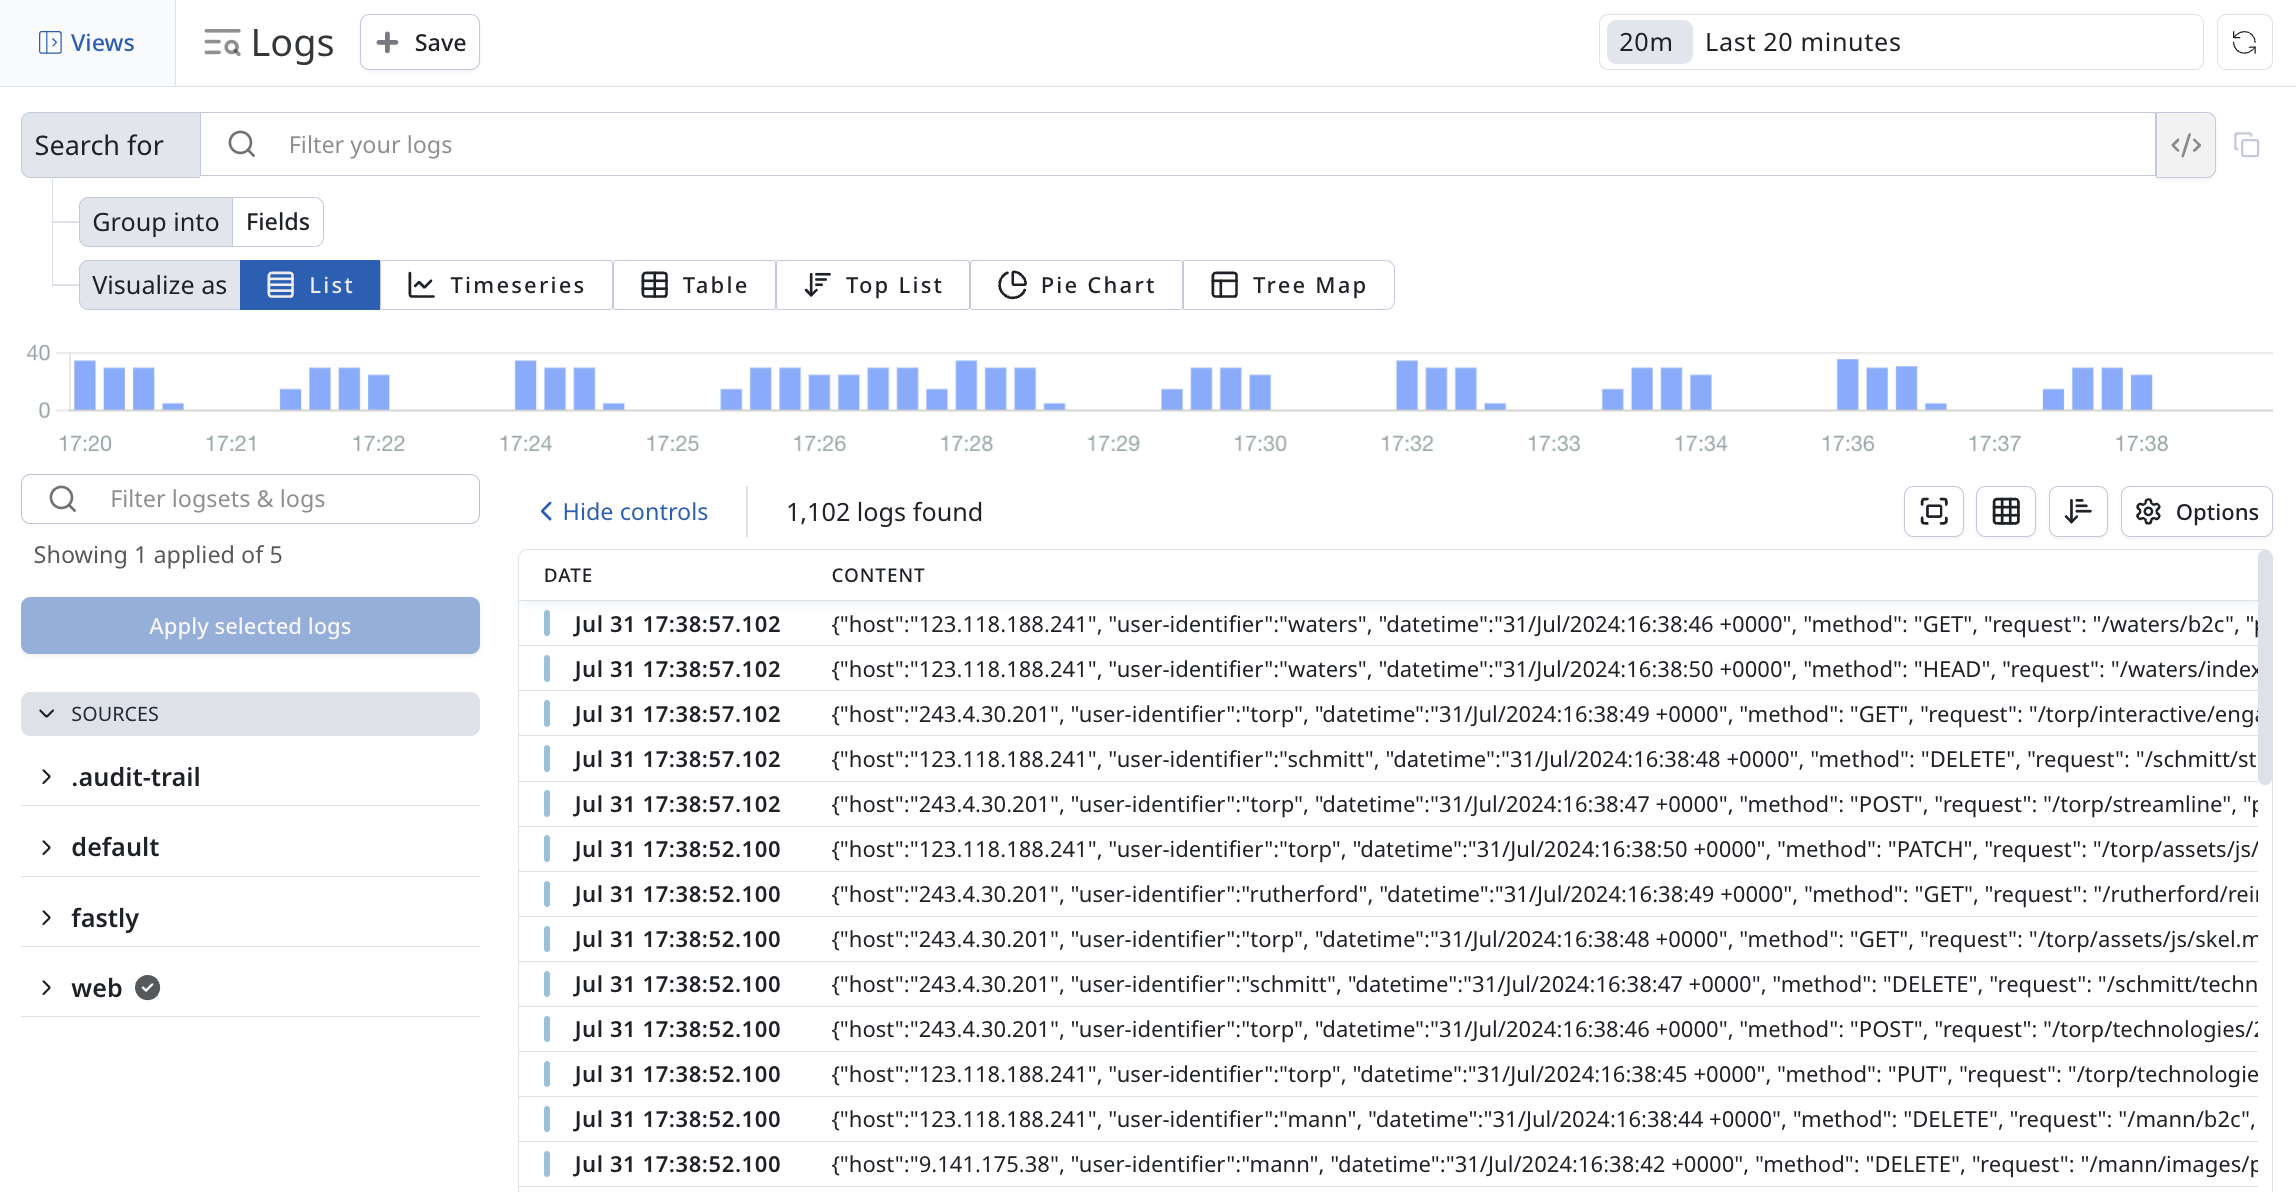 Views
Logs
Save
20m Last 20 minutes
Search for
Filter your logs
</>
Group into Fields
Visualize as List Timeseries Table Top List Pie Chart Tree Map
40
0
17:20 17:21 17:22 17:24 17:25 17:26 17:28 17:29 17:30 17:32 17:33 17:34 17:36 17:37 17:38
Filter logsets & logs
Showing 1 applied of 5
Apply selected logs
SOURCES
.audit-trail
default
fastly
web
Hide controls
1,102 logs found
Options
DATE CONTENT
Jul 31 17:38:57.102 {"host":"123.118.188.241", "user-identifier":"waters", "datetime":"31/Jul/2024:16:38:46 +0000", "method": "GET", "request": "/waters/b2c", "p
Jul 31 17:38:57.102 {"host":"123.118.188.241", "user-identifier":"waters", "datetime":"31/Jul/2024:16:38:50 +0000", "method": "HEAD", "request": "/waters/index
Jul 31 17:38:57.102 {"host":"243.4.30.201", "user-identifier":"torp", "datetime":"31/Jul/2024:16:38:49 +0000", "method": "GET", "request": "/torp/interactive/enga
Jul 31 17:38:57.102 {"host":"123.118.188.241", "user-identifier":"schmitt", "datetime":"31/Jul/2024:16:38:48 +0000", "method": "DELETE", "request": "/schmitt/st
Jul 31 17:38:57.102 {"host":"243.4.30.201", "user-identifier":"torp", "datetime":"31/Jul/2024:16:38:47 +0000", "method": "POST", "request": "/torp/streamline", "p
Jul 31 17:38:52.100 {"host":"123.118.188.241", "user-identifier":"torp", "datetime":"31/Jul/2024:16:38:50 +0000", "method": "PATCH", "request": "/torp/assets/js/
Jul 31 17:38:52.100 {"host":"243.4.30.201", "user-identifier":"rutherford", "datetime":"31/Jul/2024:16:38:49 +0000", "method": "GET", "request": "/rutherford/rei
Jul 31 17:38:52.100 {"host":"243.4.30.201", "user-identifier":"torp", "datetime":"31/Jul/2024:16:38:48 +0000", "method": "GET", "request": "/torp/assets/js/skel.m
Jul 31 17:38:52.100 {"host":"243.4.30.201", "user-identifier":"schmitt", "datetime":"31/Jul/2024:16:38:47 +0000", "method": "DELETE", "request": "/schmitt/techn
Jul 31 17:38:52.100 {"host":"243.4.30.201", "user-identifier":"torp", "datetime":"31/Jul/2024:16:38:46 +0000", "method": "POST", "request": "/torp/technologies/2
Jul 31 17:38:52.100 {"host":"123.118.188.241", "user-identifier":"torp", "datetime":"31/Jul/2024:16:38:45 +0000", "method": "PUT", "request": "/torp/technologie
Jul 31 17:38:52.100 {"host":"123.118.188.241", "user-identifier":"mann", "datetime":"31/Jul/2024:16:38:44 +0000", "method": "DELETE", "request": "/mann/b2c",
Jul 31 17:38:52.100 {"host":"9.141.175.38", "user-identifier":"mann", "datetime":"31/Jul/2024:16:38:42 +0000", "method": "DELETE", "request": "/mann/images/p